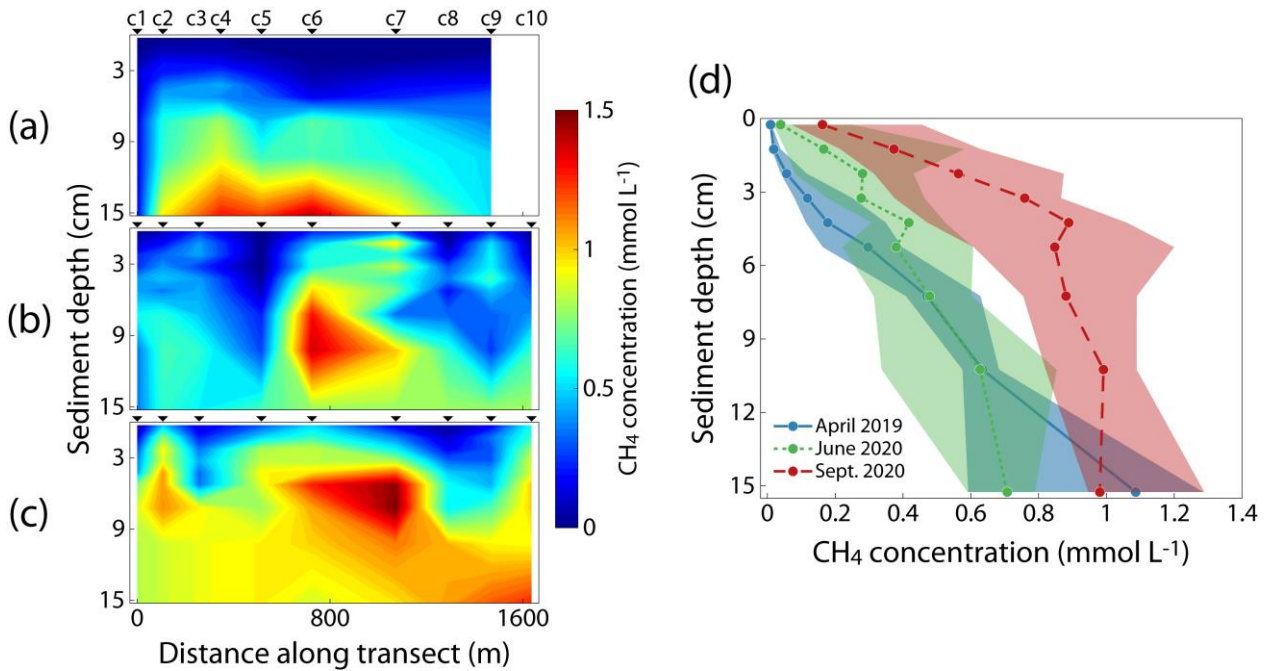 c1 c2 c3 c4 c5 c6 c7 c8 c9 c10
(a)
3
9
15
(b)
3
9
15
(c)
3
9
15
Sediment depth (cm)
0 800 1600
Distance along transect (m)
1.5
1
0.5
0
CH4 concentration (mmol L-1)
(d)
0
3
6
9
12
15
Sediment depth (cm)
April 2019
June 2020
Sept. 2020
0 0.2 0.4 0.6 0.8 1 1.2 1.4
CH4 concentration (mmol L-1)